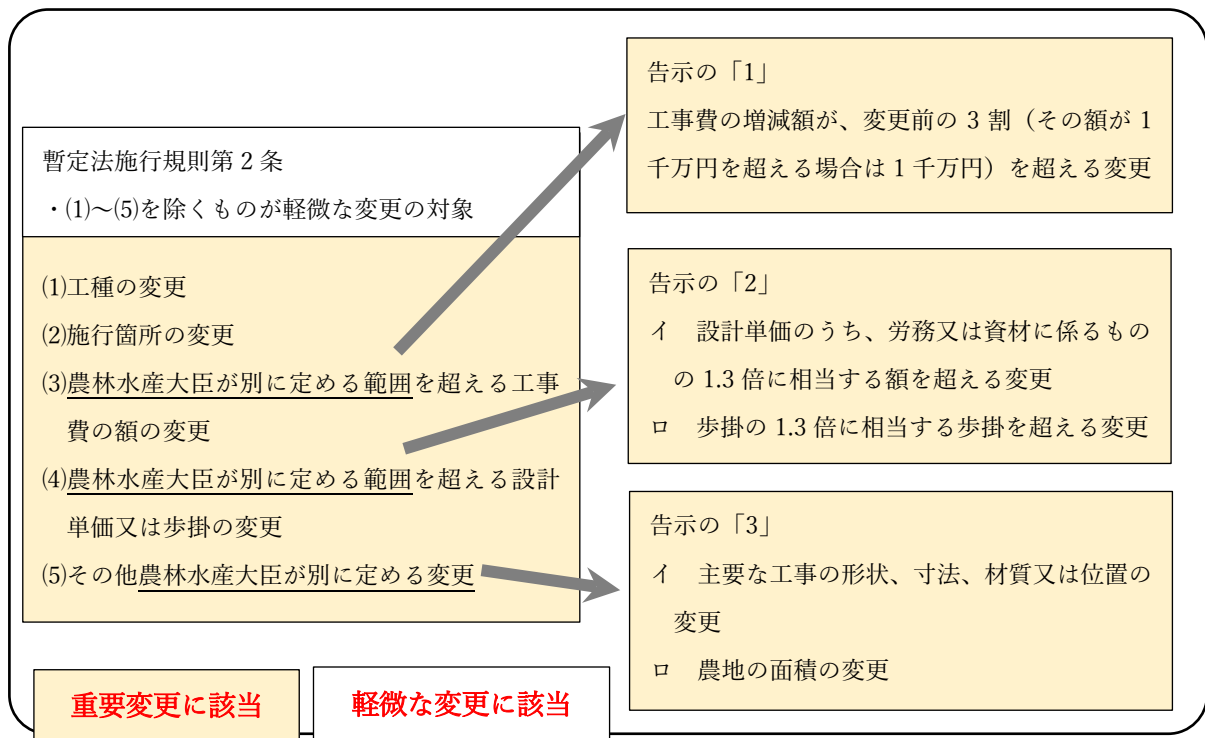 暫定法施行規則第 2 条
・⑴～⑸を除くものが軽微な変更の対象
⑴工種の変更
⑵施行箇所の変更
⑶農林水産大臣が別に定める範囲を超える工事
費の額の変更
⑷農林水産大臣が別に定める範囲を超える設計
単価又は歩掛の変更
⑸その他農林水産大臣が別に定める変更
告示の「1」
工事費の増減額が、変更前の 3 割（その額が 1
千万円を超える場合は 1 千万円）を超える変更
告示の「2」
イ　設計単価のうち、労務又は資材に係るもの
の 1.3 倍に相当する額を超える変更
ロ　歩掛の 1.3 倍に相当する歩掛を超える変更
告示の「3」
イ　主要な工事の形状、寸法、材質又は位置の
変更
ロ　農地の面積の変更
重要変更に該当
軽微な変更に該当